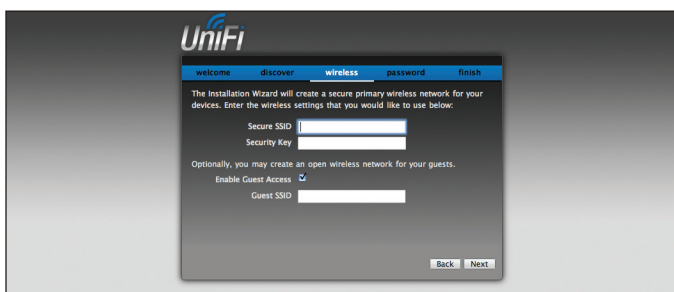 UniFi
welcome discover wireless password finish
The Installation Wizard will create a secure primary wireless network for your
devices. Enter the wireless settings that you would like to use below:
Secure SSID
Security Key
Optionally, you may create an open wireless network for your guests.
Enable Guest Access
Guest SSID
Back Next